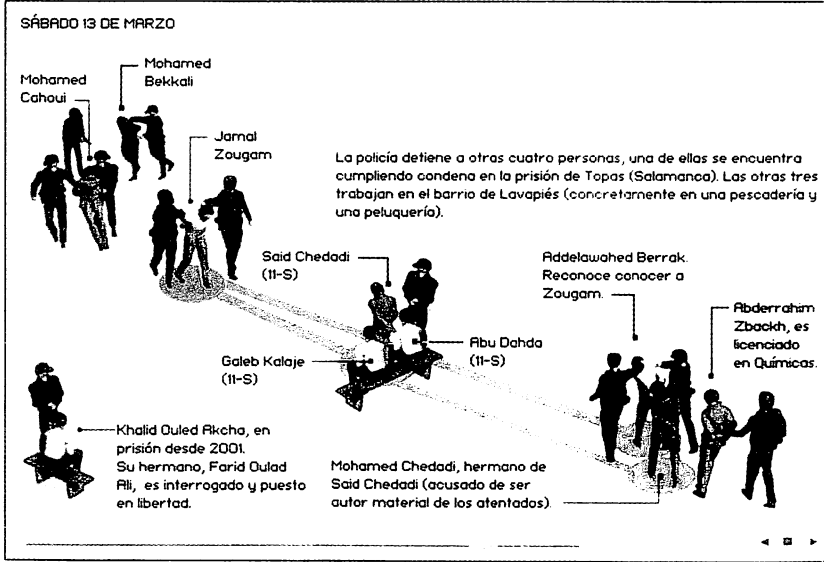 SÁBADO 13 DE MARZO
Mohamed
Cahoui
Mohamed
Bekkali
Jamal
Zougam
La policía detiene a otras cuatro personas, una de ellas se encuentra
cumpliendo condena en la prisión de Topas (Salamanca). Las otras tres
trabajan en el barrio de Lavapiés (concretamente en una pescadería y
una peluquería).
Said Chedadi
(11-S)
Addelawahed Berrak.
Reconoce conocer a
Zougam.
Abderrahim
Zbackh, es
licenciado
en Químicas.
Galeb Kalaje
(11-S)
Abu Dahda
(11-S)
Khalid Ouled Akcha, en
prisión desde 2001.
Su hermano, Farid Oulad
Ali, es interrogado y puesto
en libertad.
Mohamed Chedadi, hermano de
Said Chedadi (acusado de ser
autor material de los atentados).